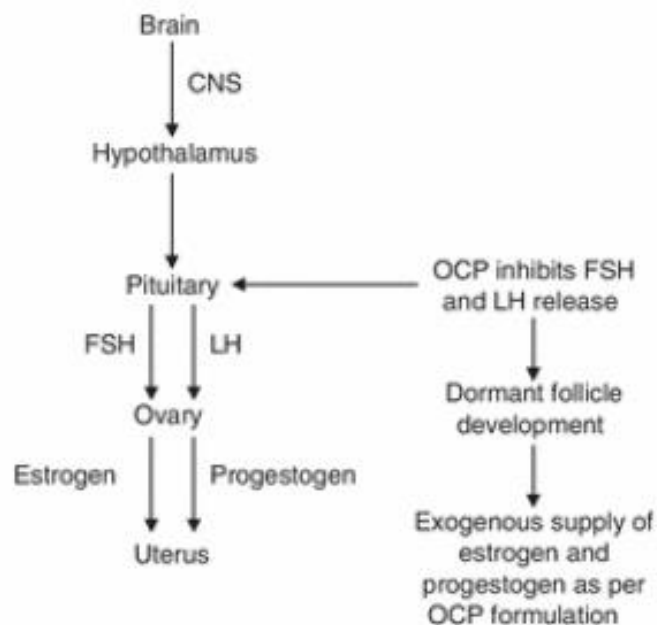 Brain
CNS
Hypothalamus
Pituitary
FSH
LH
Ovary
Estrogen
Progestogen
Uterus
OCP inhibits FSH
and LH release
Dormant follicle
development
Exogenous supply of
estrogen and
progestogen as per
OCP formulation